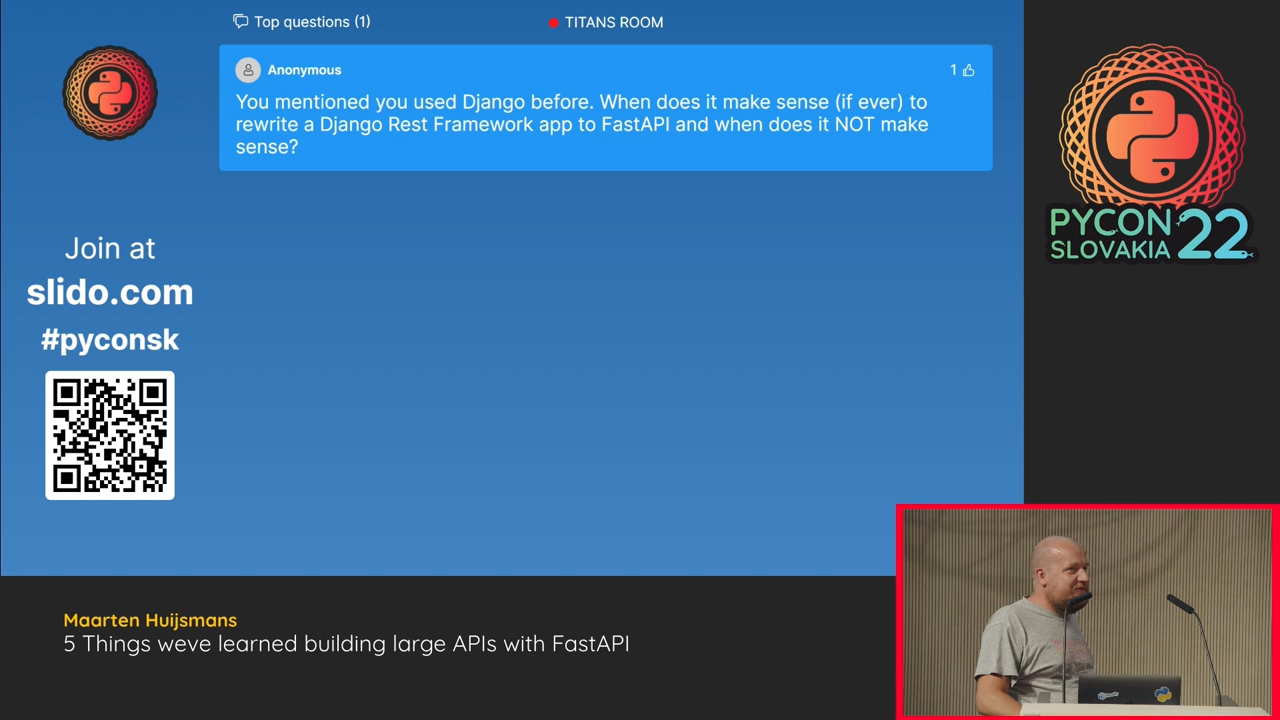 Top questions (1)
TITANS ROOM
Anonymous
1
You mentioned you used Django before. When does it make sense (if ever) to
rewrite a Django Rest Framework app to FastAPI and when does it NOT make
sense?
Join at
slido.com
#pyconsk
PYCON
SLOVAKIA
22
Maarten Huijsmans
5 Things weve learned building large APIs with FastAPI